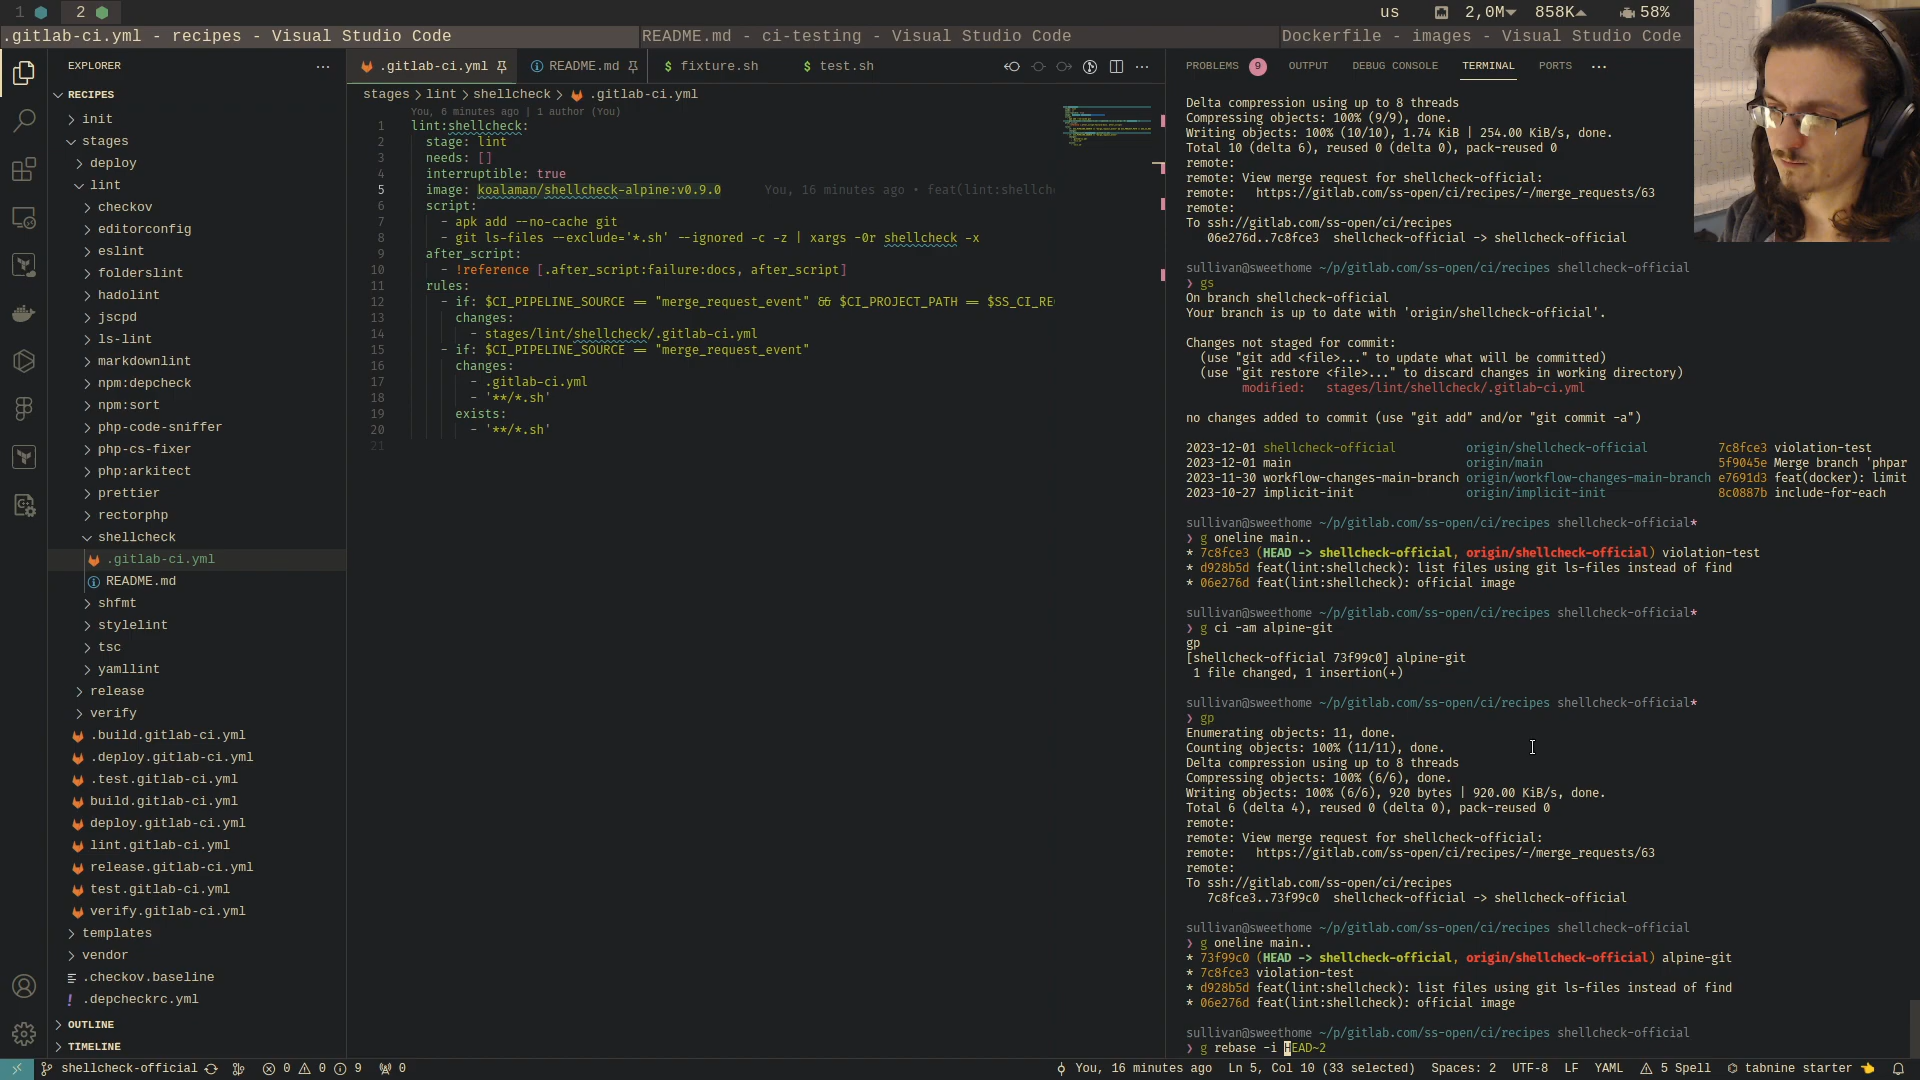 1 2 us 2,0M 858K 58%
.gitlab-ci.yml - recipes - Visual Studio Code README.md - ci-testing - Visual Studio Code Dockerfile - images - Visual Studio Code
EXPLORER ···
RECIPES
init
stages
deploy
lint
checkov
editorconfig
eslint
folderslint
hadolint
jscpd
ls-lint
markdownlint
npm:depcheck
npm:sort
php-code-sniffer
php-cs-fixer
php:arkitect
prettier
rectorphp
shellcheck
.gitlab-ci.yml
README.md
shfmt
stylelint
tsc
yamllint
release
verify
.build.gitlab-ci.yml
.deploy.gitlab-ci.yml
.test.gitlab-ci.yml
build.gitlab-ci.yml
deploy.gitlab-ci.yml
lint.gitlab-ci.yml
release.gitlab-ci.yml
test.gitlab-ci.yml
verify.gitlab-ci.yml
templates
vendor
.checkov.baseline
.depcheckrc.yml
OUTLINE
TIMELINE
.gitlab-ci.yml README.md $ fixture.sh $ test.sh
stages > lint > shellcheck > .gitlab-ci.yml
You, 6 minutes ago | 1 author (You)
1 lint:shellcheck:
2 stage: lint
3 needs: []
4 interruptible: true
5 image: koalaman/shellcheck-alpine:v0.9.0 You, 16 minutes ago • feat(lint:shellch
6 script:
7 - apk add --no-cache git
8 - git ls-files --exclude='*.sh' --ignored -c -z | xargs -0r shellcheck -x
9 after_script:
10 - !reference [.after_script:failure:docs, after_script]
11 rules:
12 - if: $CI_PIPELINE_SOURCE == "merge_request_event" && $CI_PROJECT_PATH == $SS_CI_RE
13 changes:
14 - stages/lint/shellcheck/.gitlab-ci.yml
15 - if: $CI_PIPELINE_SOURCE == "merge_request_event"
16 changes:
17 - .gitlab-ci.yml
18 - '**/*.sh'
19 exists:
20 - '**/*.sh'
21
PROBLEMS 9 OUTPUT DEBUG CONSOLE TERMINAL PORTS ···
Delta compression using up to 8 threads
Compressing objects: 100% (9/9), done.
Writing objects: 100% (10/10), 1.74 KiB | 254.00 KiB/s, done.
Total 10 (delta 6), reused 0 (delta 0), pack-reused 0
remote:
remote: View merge request for shellcheck-official:
remote:   https://gitlab.com/ss-open/ci/recipes/-/merge_requests/63
remote:
To ssh://gitlab.com/ss-open/ci/recipes
06e276d..7c8fce3  shellcheck-official -> shellcheck-official
sullivan@sweethome ~/p/gitlab.com/ss-open/ci/recipes shellcheck-official
❯ gs
On branch shellcheck-official
Your branch is up to date with 'origin/shellcheck-official'.
Changes not staged for commit:
(use "git add <file>..." to update what will be committed)
(use "git restore <file>..." to discard changes in working directory)
modified:   stages/lint/shellcheck/.gitlab-ci.yml
no changes added to commit (use "git add" and/or "git commit -a")
2023-12-01 shellcheck-official origin/shellcheck-official 7c8fce3 violation-test
2023-12-01 main origin/main 5f9045e Merge branch 'phpar
2023-11-30 workflow-changes-main-branch origin/workflow-changes-main-branch e7691d3 feat(docker): limit
2023-10-27 implicit-init origin/implicit-init 8c0887b include-for-each
sullivan@sweethome ~/p/gitlab.com/ss-open/ci/recipes shellcheck-official*
❯ g oneline main..
* 7c8fce3 (HEAD -> shellcheck-official, origin/shellcheck-official) violation-test
* d928b5d feat(lint:shellcheck): list files using git ls-files instead of find
* 06e276d feat(lint:shellcheck): official image
sullivan@sweethome ~/p/gitlab.com/ss-open/ci/recipes shellcheck-official*
❯ g ci -am alpine-git
gp
[shellcheck-official 73f99c0] alpine-git
1 file changed, 1 insertion(+)
sullivan@sweethome ~/p/gitlab.com/ss-open/ci/recipes shellcheck-official*
❯ gp
Enumerating objects: 11, done.
Counting objects: 100% (11/11), done.
Delta compression using up to 8 threads
Compressing objects: 100% (6/6), done.
Writing objects: 100% (6/6), 920 bytes | 920.00 KiB/s, done.
Total 6 (delta 4), reused 0 (delta 0), pack-reused 0
remote:
remote: View merge request for shellcheck-official:
remote:   https://gitlab.com/ss-open/ci/recipes/-/merge_requests/63
remote:
To ssh://gitlab.com/ss-open/ci/recipes
7c8fce3..73f99c0  shellcheck-official -> shellcheck-official
sullivan@sweethome ~/p/gitlab.com/ss-open/ci/recipes shellcheck-official
❯ g oneline main..
* 73f99c0 (HEAD -> shellcheck-official, origin/shellcheck-official) alpine-git
* 7c8fce3 violation-test
* d928b5d feat(lint:shellcheck): list files using git ls-files instead of find
* 06e276d feat(lint:shellcheck): official image
sullivan@sweethome ~/p/gitlab.com/ss-open/ci/recipes shellcheck-official
❯ g rebase -i HEAD~2
shellcheck-official 0 0 9 0 You, 16 minutes ago Ln 5, Col 10 (33 selected) Spaces: 2 UTF-8 LF YAML 5 Spell tabnine starter